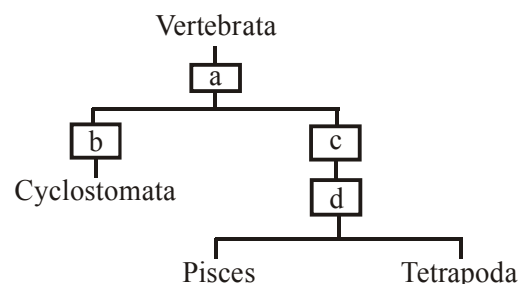 Vertebrata
a
b
c
Cyclostomata
d
Pisces
Tetrapoda